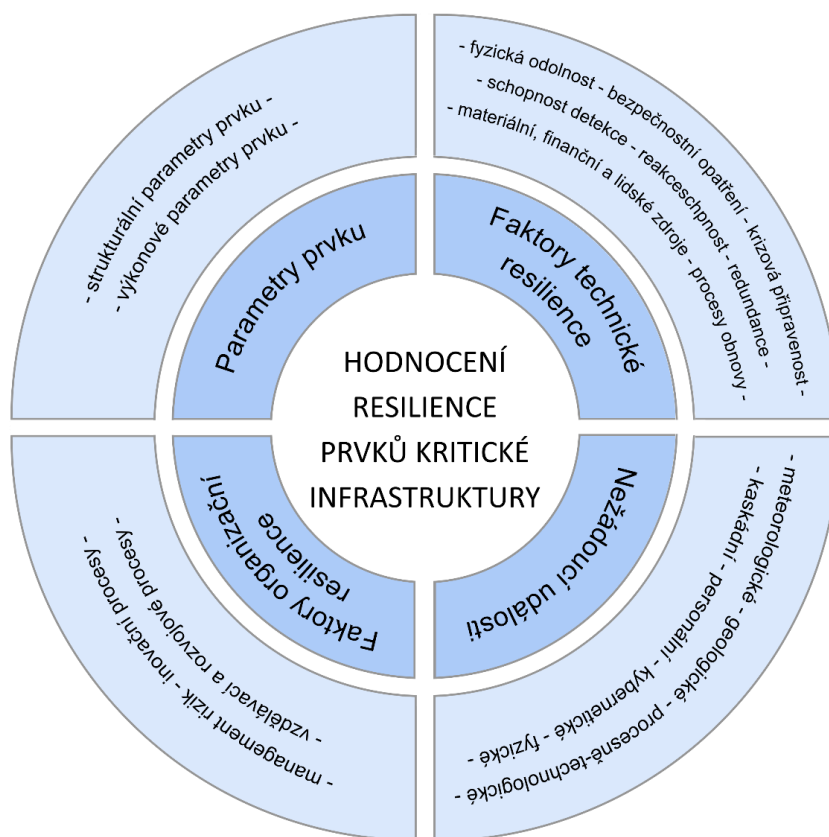 - strukturální parametry prvku -
- výkonové parametry prvku -
Parametry prvku
- fyzická odolnost - bezpečnostní opatření - krizová připravenost -
- schopnost detekce - reakceschpnost - redundance -
- materiální, finanční a lidské zdroje - procesy obnovy -
Faktory technické
resilience
HODNOCENÍ
RESILIENCE
PRVKŮ KRITICKÉ
INFRASTRUKTURY
Faktory organizační
resilience
- vzdělávací a rozvojové procesy -
- management rizik - inovační procesy -
Nežádoucí události
- meteorologické - geologické - procesně-technologické -
- kaskádní - personální - kybernetické - fyzické -